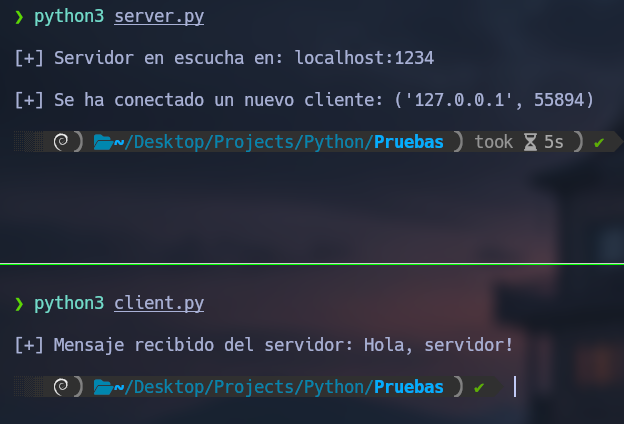 ❯ python3 server.py
[+] Servidor en escucha en: localhost:1234
[+] Se ha conectado un nuevo cliente: ('127.0.0.1', 55894)
~/Desktop/Projects/Python/Pruebas ) took ⌛ 5s ) ✔
❯ python3 client.py
[+] Mensaje recibido del servidor: Hola, servidor!
~/Desktop/Projects/Python/Pruebas ) ✔